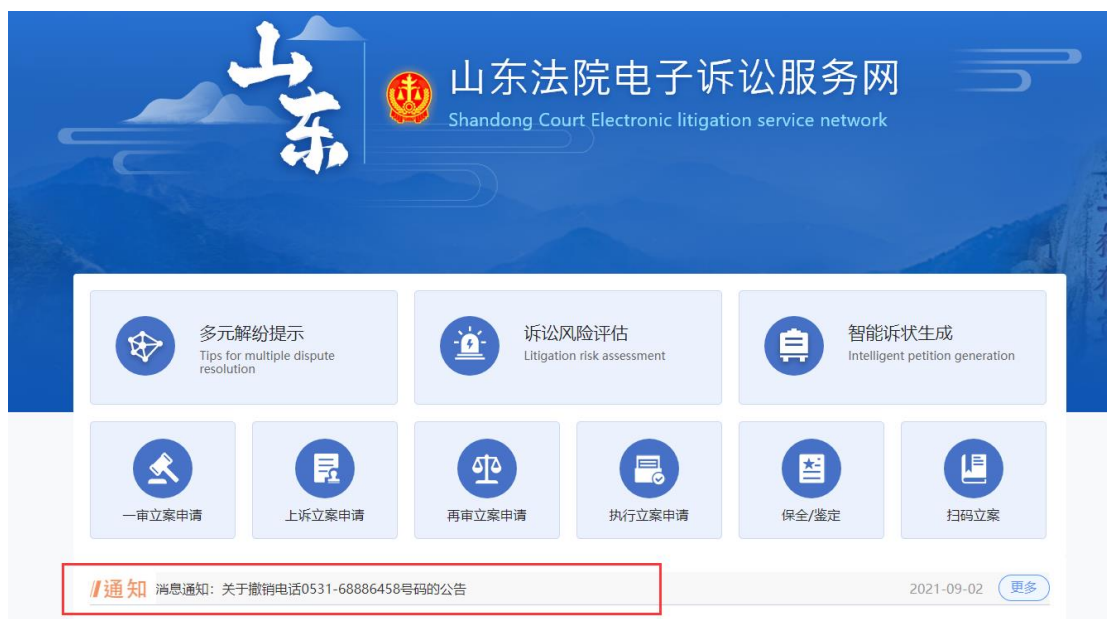 山东
山东法院电子诉讼服务网
Shandong Court Electronic litigation service network
多元解纷提示
Tips for multiple dispute
resolution
诉讼风险评估
Litigation risk assessment
智能诉状生成
Intelligent petition generation
一审立案申请
上诉立案申请
再审立案申请
执行立案申请
保全/鉴定
扫码立案
通知 消息通知：关于撤销电话0531-68886458号码的公告 2021-09-02 更多